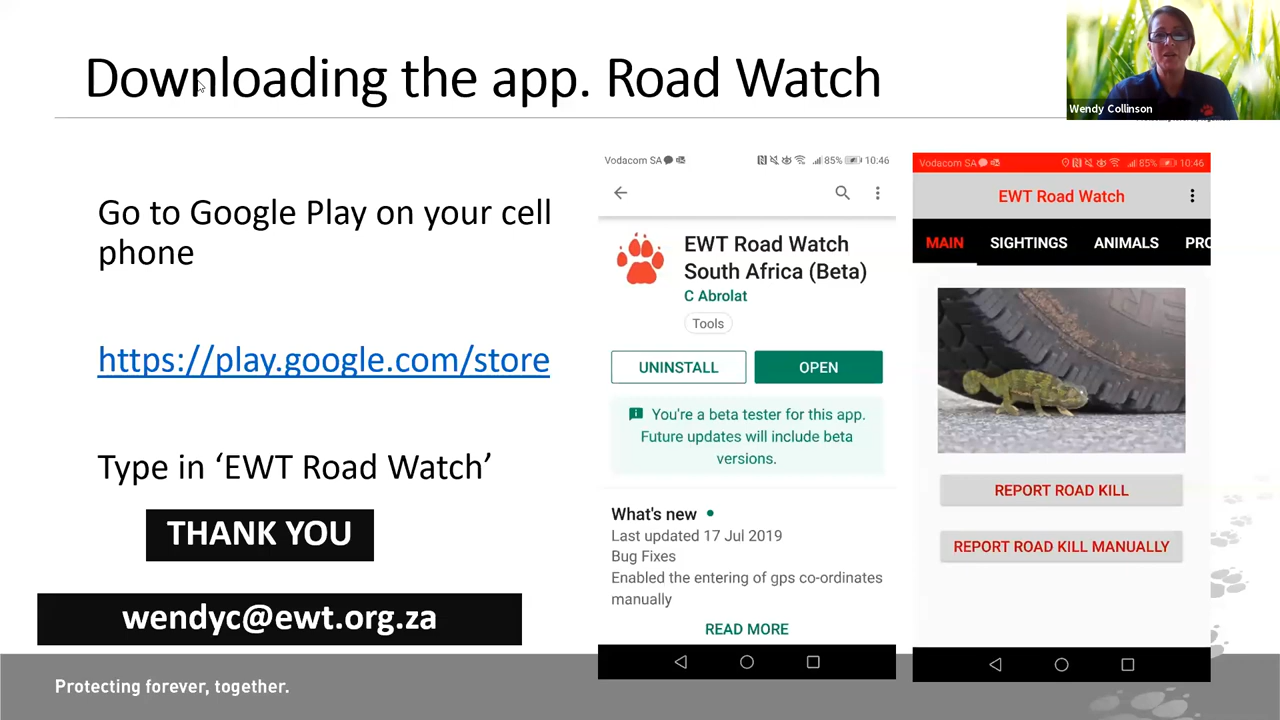 Downloading the app. Road Watch
Wendy Collinson
Go to Google Play on your cell
phone
https://play.google.com/store
Type in ‘EWT Road Watch’
THANK YOU
wendyc@ewt.org.za
Protecting forever, together.
Vodacom SA
85%
10:46
EWT Road Watch
South Africa (Beta)
C Abrolat
Tools
UNINSTALL
OPEN
You're a beta tester for this app.
Future updates will include beta
versions.
What's new
Last updated 17 Jul 2019
Bug Fixes
Enabled the entering of gps co-ordinates
manually
READ MORE
Vodacom SA
85%
10:46
EWT Road Watch
MAIN
SIGHTINGS
ANIMALS
PRO
REPORT ROAD KILL
REPORT ROAD KILL MANUALLY